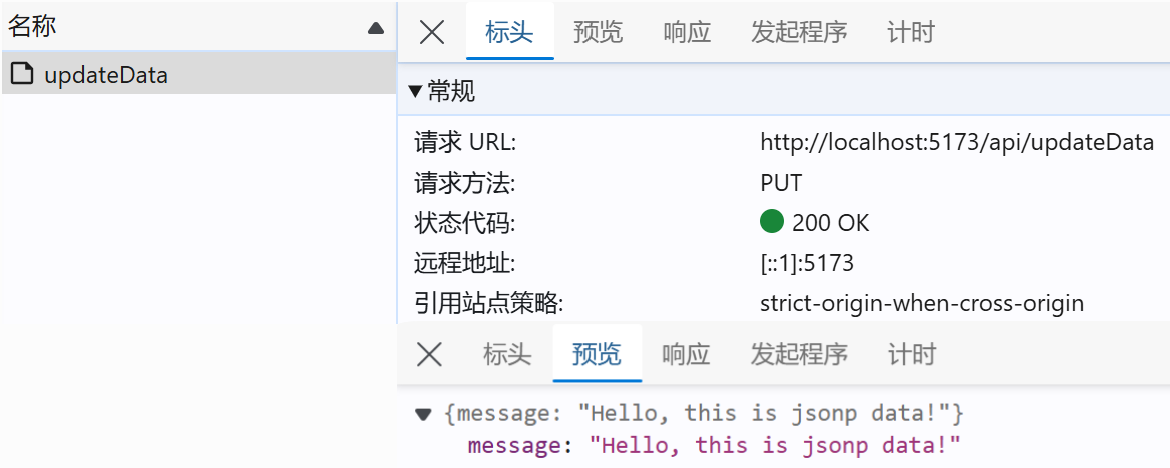 名称
updateData
标头 预览 响应 发起程序 计时
常规
请求 URL: http://localhost:5173/api/updateData
请求方法: PUT
状态代码: 200 OK
远程地址: [::1]:5173
引用站点策略: strict-origin-when-cross-origin
标头 预览 响应 发起程序 计时
{message: "Hello, this is jsonp data!"}
message: "Hello, this is jsonp data!"